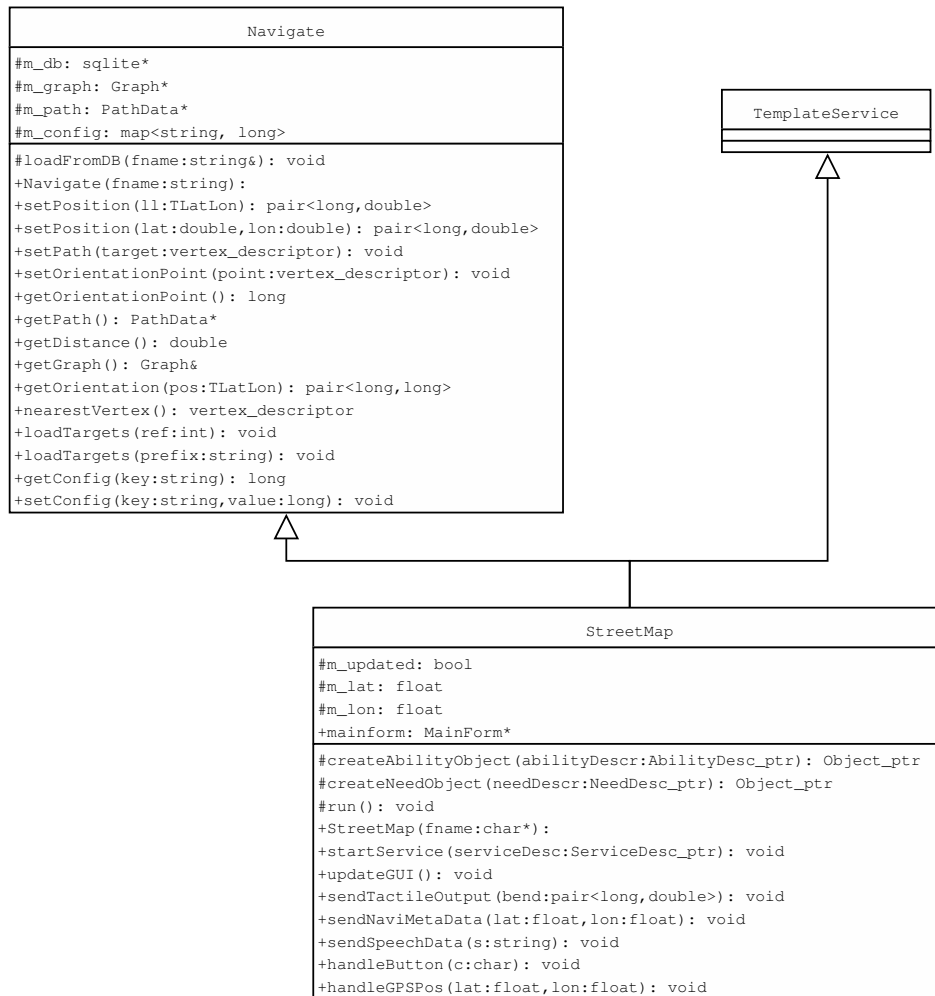 Navigate
#m_db: sqlite*
#m_graph: Graph*
#m_path: PathData*
#m_config: map<string, long>
#loadFromDB(fname:string&): void
+Navigate(fname:string):
+setPosition(ll:TLatLon): pair<long,double>
+setPosition(lat:double,lon:double): pair<long,double>
+setPath(target:vertex_descriptor): void
+setOrientationPoint(point:vertex_descriptor): void
+getOrientationPoint(): long
+getPath(): PathData*
+getDistance(): double
+getGraph(): Graph&
+getOrientation(pos:TLatLon): pair<long,long>
+nearestVertex(): vertex_descriptor
+loadTargets(ref:int): void
+loadTargets(prefix:string): void
+getConfig(key:string): long
+setConfig(key:string,value:long): void
TemplateService
StreetMap
#m_updated: bool
#m_lat: float
#m_lon: float
+mainform: MainForm*
#createAbilityObject(abilityDescr:AbilityDesc_ptr): Object_ptr
#createNeedObject(needDescr:NeedDesc_ptr): Object_ptr
#run(): void
+StreetMap(fname:char*):
+startService(serviceDesc:ServiceDesc_ptr): void
+updateGUI(): void
+sendTactileOutput(bend:pair<long,double>): void
+sendNaviMetaData(lat:float,lon:float): void
+sendSpeechData(s:string): void
+handleButton(c:char): void
+handleGPSPos(lat:float,lon:float): void